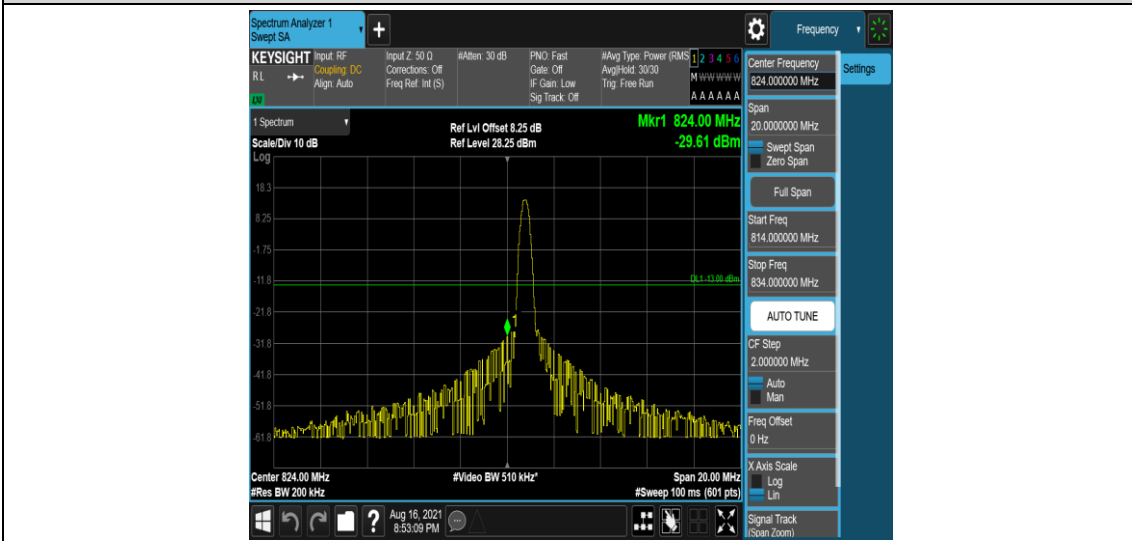 Spectrum Analyzer 1
Swept SA
+
Frequency
KEYSIGHT
RL
LXI
Input: RF
Coupling: DC
Align: Auto
Input Z: 50 Ω
Corrections: Off
Freq Ref: Int (S)
#Atten: 30 dB
PNO: Fast
Gate: Off
IF Gain: Low
Sig Track: Off
#Avg Type: Power (RMS
Avg|Hold: 30/30
Trig: Free Run
1 2 3 4 5 6
M W W W W W
A A A A A A
Center Frequency
824.000000 MHz
Settings
Span
20.0000000 MHz
Swept Span
Zero Span
Full Span
Start Freq
814.000000 MHz
Stop Freq
834.000000 MHz
AUTO TUNE
CF Step
2.000000 MHz
Auto
Man
Freq Offset
0 Hz
X Axis Scale
Log
Lin
Signal Track
(Span Zoom)
1 Spectrum
Scale/Div 10 dB
Log
Ref Lvl Offset 8.25 dB
Ref Level 28.25 dBm
Mkr1 824.00 MHz
-29.61 dBm
18.3
8.25
-1.75
-11.8
DL1 -13.00 dBm
-21.8
1
-31.8
-41.8
-51.8
-61.8
Center 824.00 MHz
#Video BW 510 kHz*
Span 20.00 MHz
#Res BW 200 kHz
#Sweep 100 ms (601 pts)
?
Aug 16, 2021
8:53:09 PM